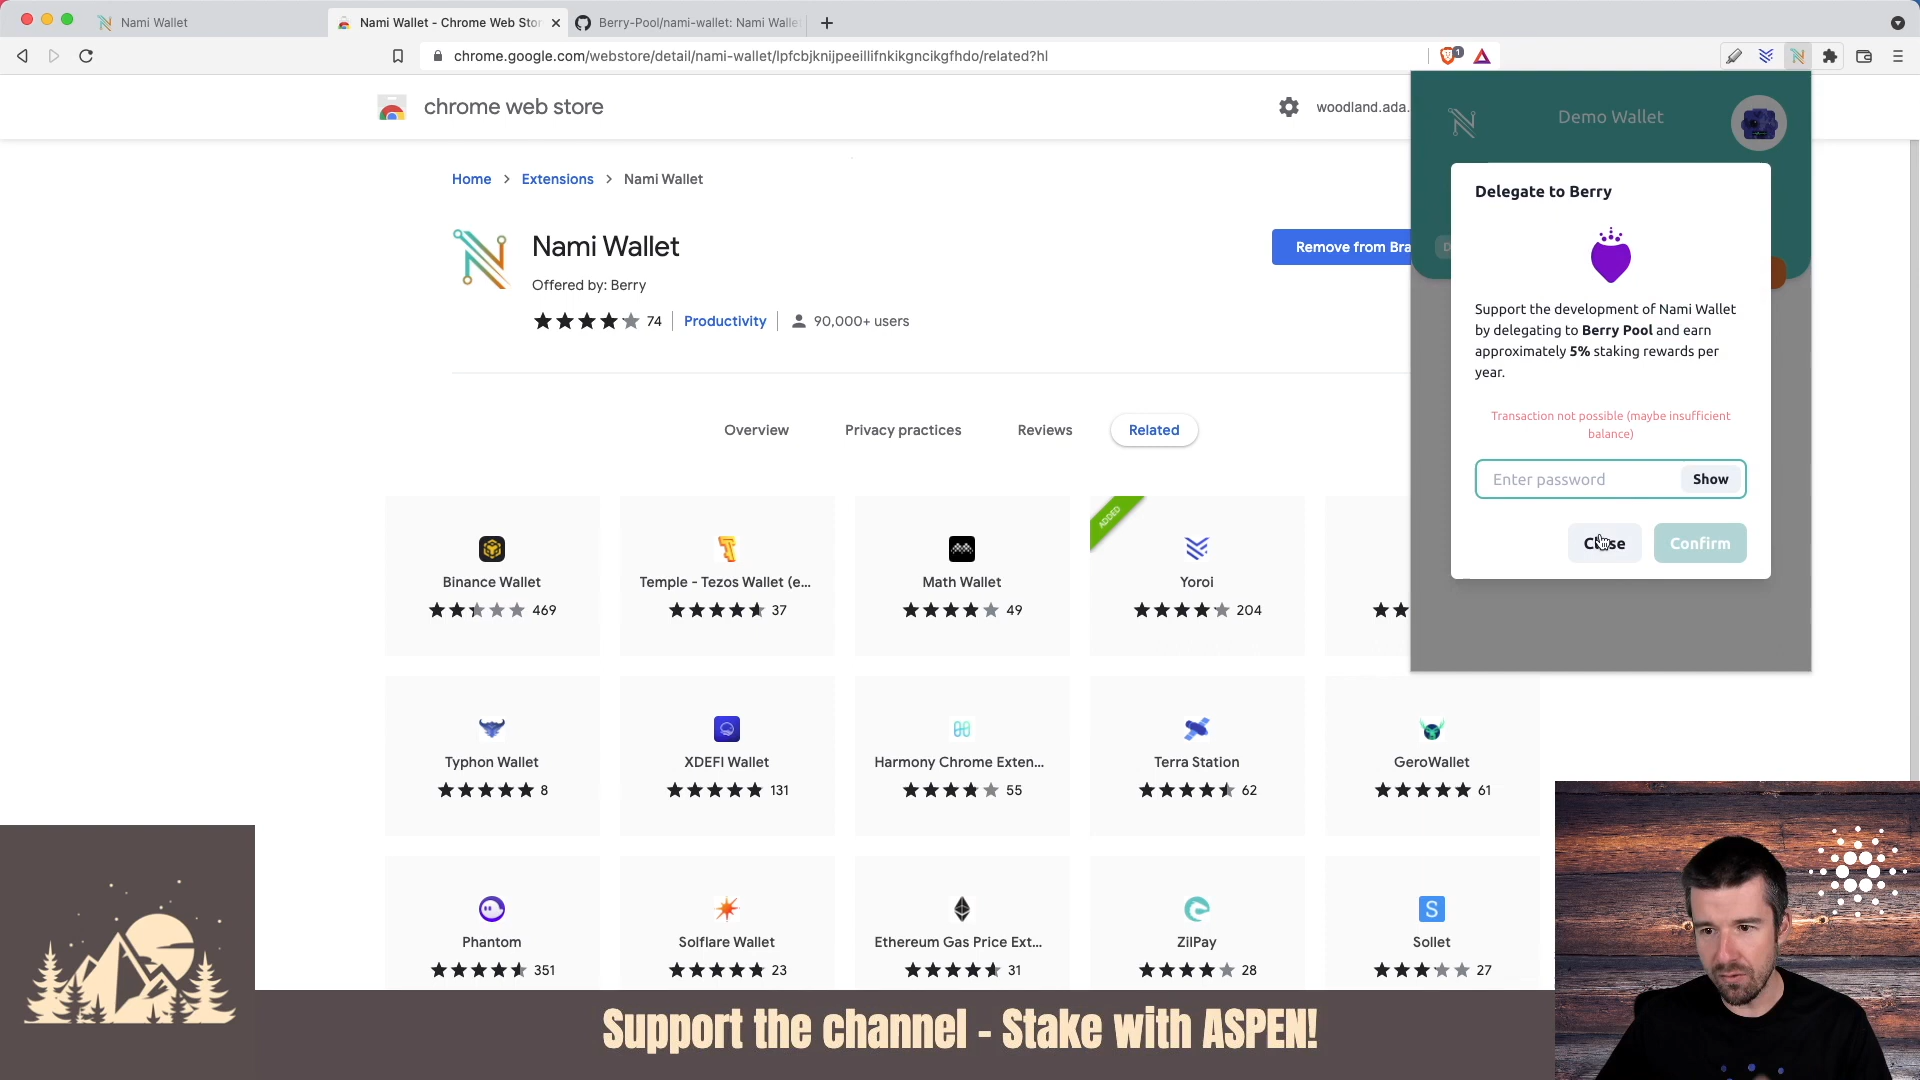 Nami Wallet
Nami Wallet - Chrome Web Stor
Berry-Pool/nami-wallet: Nami Walle
chrome.google.com/webstore/detail/nami-wallet/lpfcbjknijpeeillifnkikgncikgfhdo/related?hl
1
chrome web store
woodland.ada.
Home > Extensions > Nami Wallet
Nami Wallet
Offered by: Berry
74
Productivity
90,000+ users
Remove from Bra
Overview
Privacy practices
Reviews
Related
Demo Wallet
D
Delegate to Berry
Support the development of Nami Wallet
by delegating to Berry Pool and earn
approximately 5% staking rewards per
year.
Transaction not possible (maybe insufficient
balance)
Enter password
Show
Close
Confirm
Binance Wallet
469
Temple - Tezos Wallet (e...
37
Math Wallet
49
ADDED
Yoroi
204
Typhon Wallet
8
XDEFI Wallet
131
Harmony Chrome Exten...
55
Terra Station
62
GeroWallet
61
Phantom
351
Solflare Wallet
23
Ethereum Gas Price Ext...
31
ZilPay
28
S
Sollet
27
Support the channel - Stake with ASPEN!